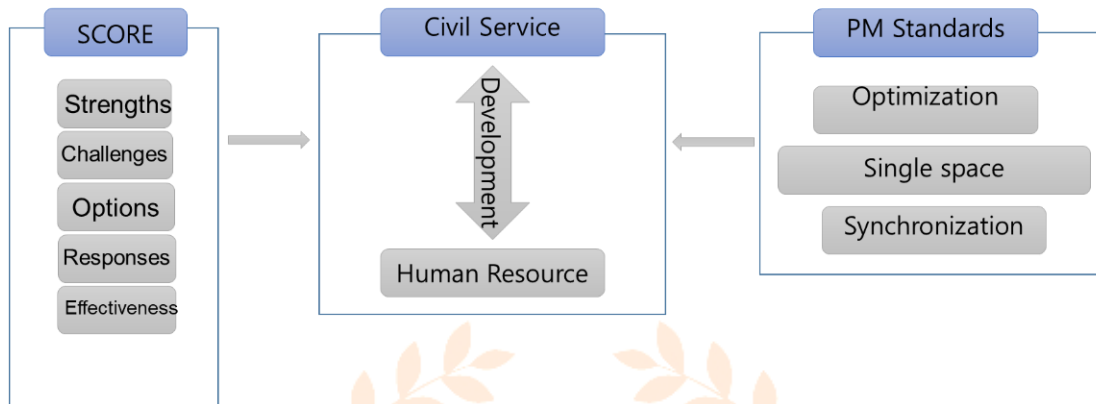 SCORE
Strengths
Challenges
Options
Responses
Effectiveness
Civil Service
Development
Human Resource
PM Standards
Optimization
Single space
Synchronization